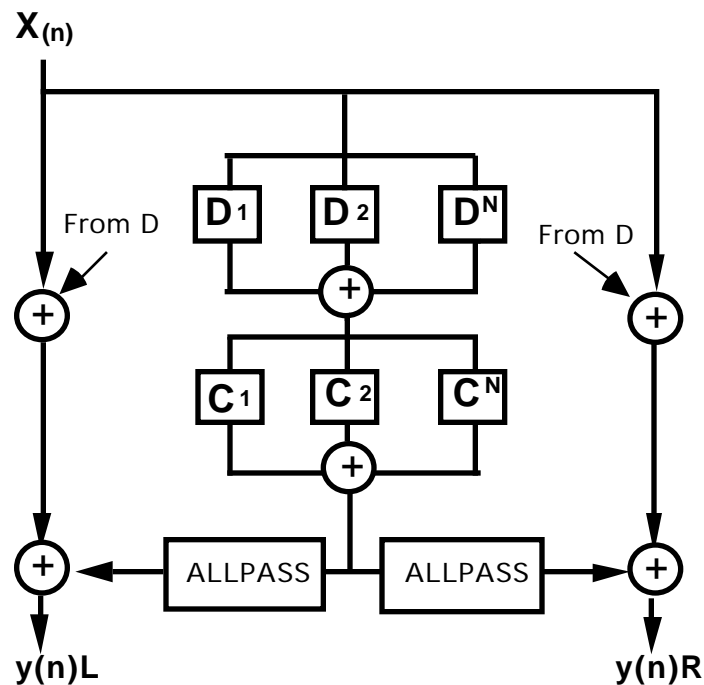 X(n)
D1
D2
DN
From D
From D
+
+
+
C1
C2
CN
+
ALLPASS
ALLPASS
+
+
y(n)L
y(n)R